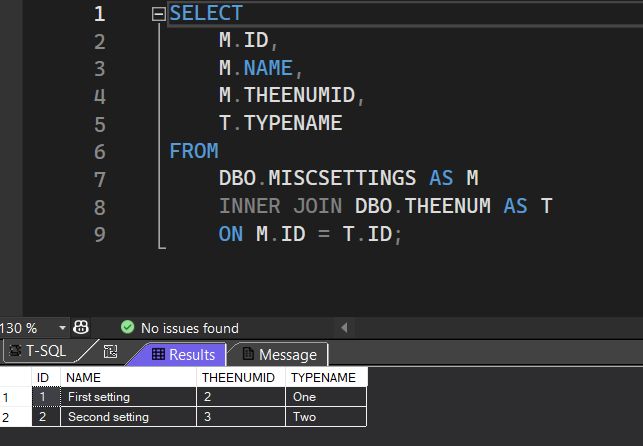 1 SELECT
2 M.ID,
3 M.NAME,
4 M.THEENUMID,
5 T.TYPENAME
6 FROM
7 DBO.MISCSETTINGS AS M
8 INNER JOIN DBO.THEENUM AS T
9 ON M.ID = T.ID;
130 % No issues found
T-SQL Results Message
ID NAME THEENUMID TYPENAME
1 1 First setting 2 One
2 2 Second setting 3 Two